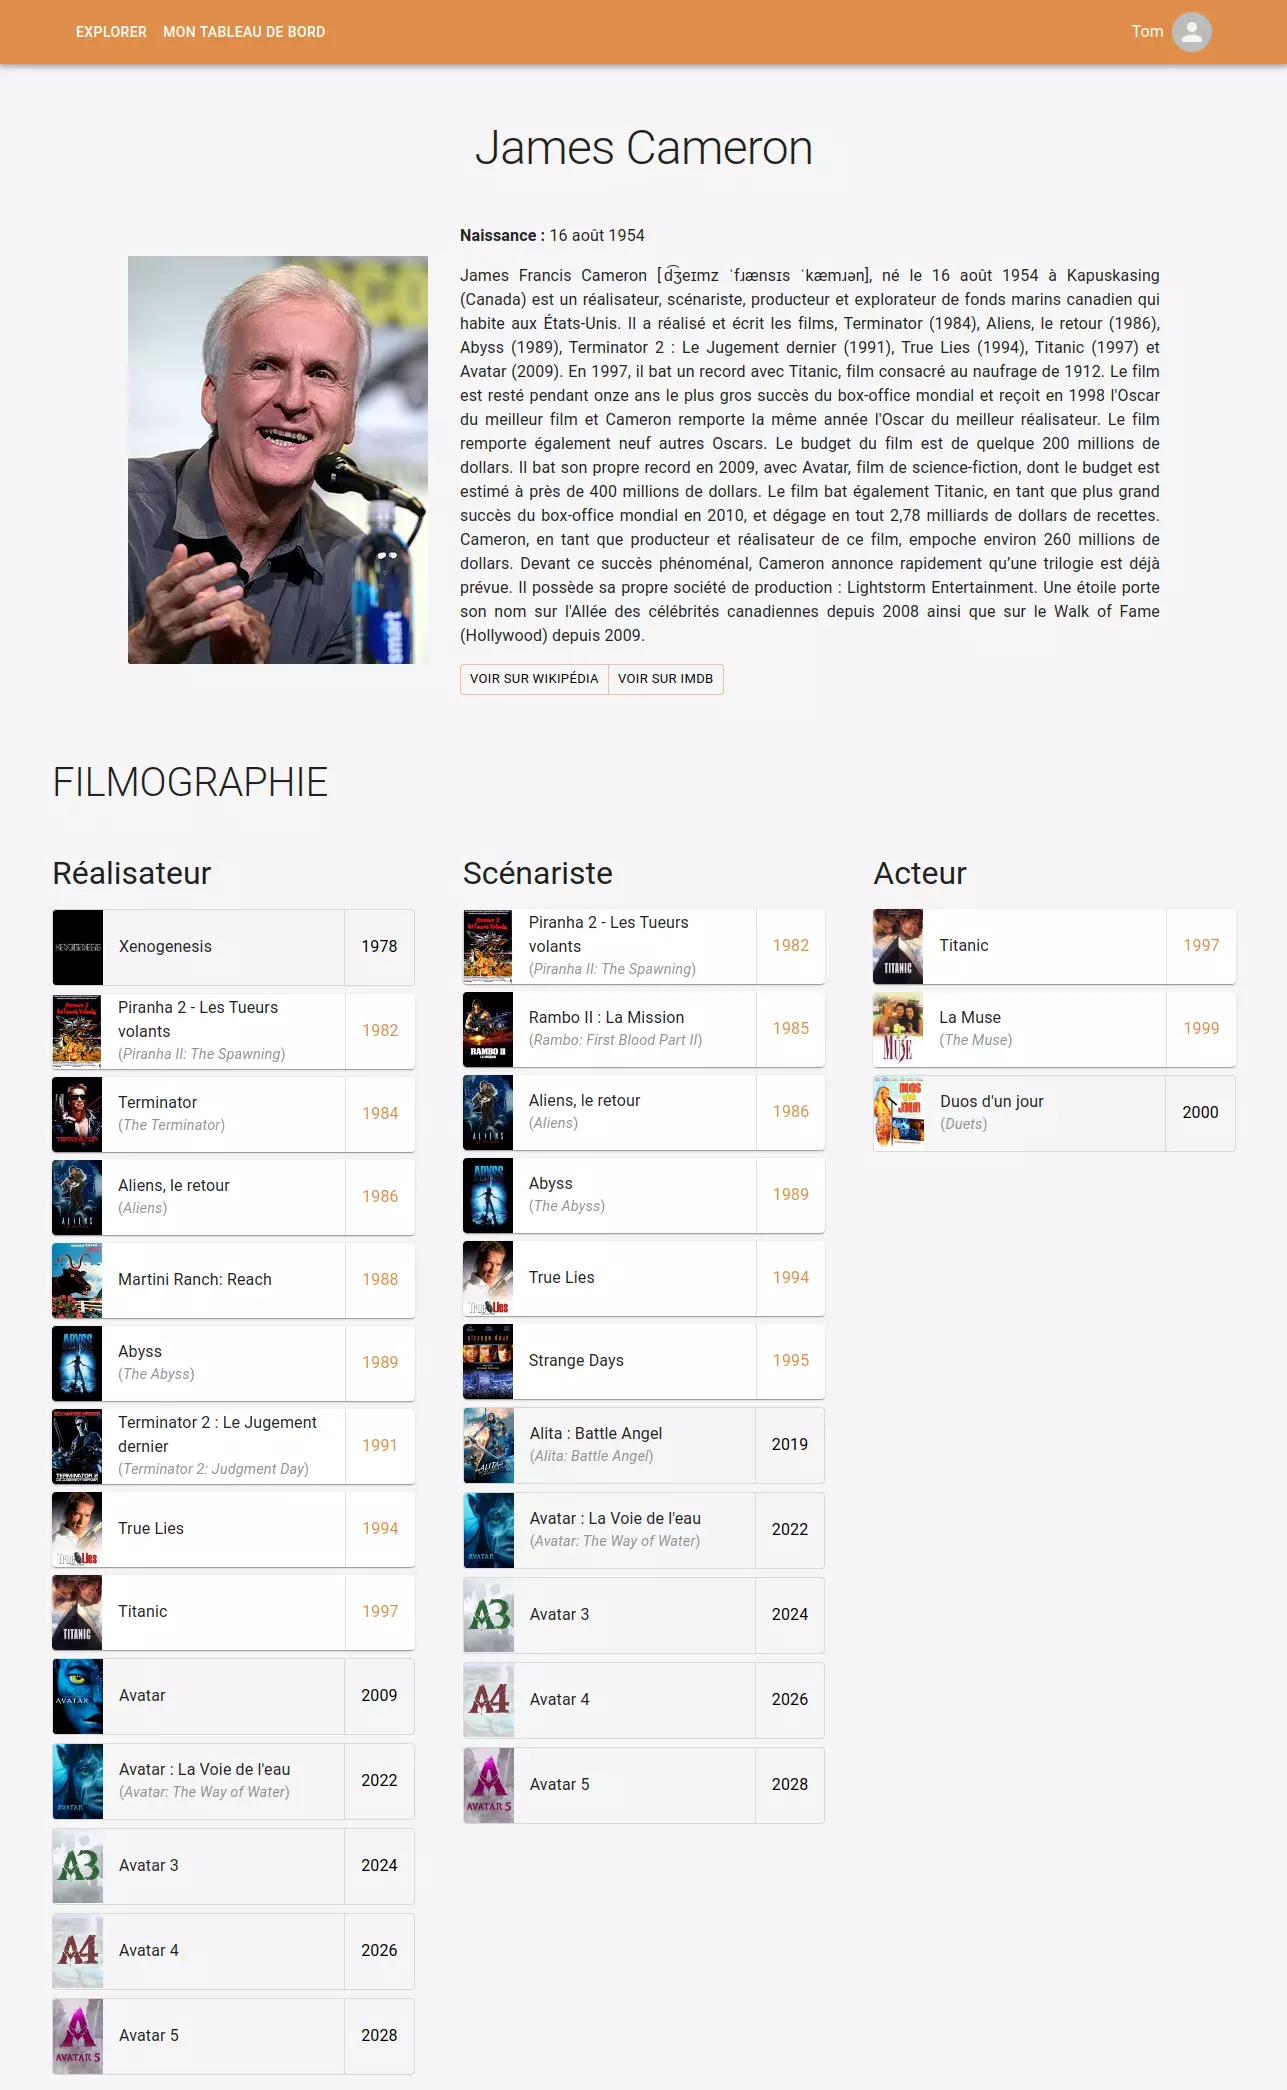 EXPLORER MON TABLEAU DE BORD Tom
James Cameron
Naissance : 16 août 1954
James Francis Cameron [d͡ʒeɪmz ˈfɹænsɪs ˈkæmɹən], né le 16 août 1954 à Kapuskasing
(Canada) est un réalisateur, scénariste, producteur et explorateur de fonds marins canadien qui
habite aux États-Unis. Il a réalisé et écrit les films, Terminator (1984), Aliens, le retour (1986),
Abyss (1989), Terminator 2 : Le Jugement dernier (1991), True Lies (1994), Titanic (1997) et
Avatar (2009). En 1997, il bat un record avec Titanic, film consacré au naufrage de 1912. Le film
est resté pendant onze ans le plus gros succès du box-office mondial et reçoit en 1998 l'Oscar
du meilleur film et Cameron remporte la même année l'Oscar du meilleur réalisateur. Le film
remporte également neuf autres Oscars. Le budget du film est de quelque 200 millions de
dollars. Il bat son propre record en 2009, avec Avatar, film de science-fiction, dont le budget est
estimé à près de 400 millions de dollars. Le film bat également Titanic, en tant que plus grand
succès du box-office mondial en 2010, et dégage en tout 2,78 milliards de dollars de recettes.
Cameron, en tant que producteur et réalisateur de ce film, empoche environ 260 millions de
dollars. Devant ce succès phénoménal, Cameron annonce rapidement qu’une trilogie est déjà
prévue. Il possède sa propre société de production : Lightstorm Entertainment. Une étoile porte
son nom sur l'Allée des célébrités canadiennes depuis 2008 ainsi que sur le Walk of Fame
(Hollywood) depuis 2009.
VOIR SUR WIKIPÉDIA VOIR SUR IMDB
FILMOGRAPHIE
Réalisateur
Xenogenesis 1978
Piranha 2 - Les Tueurs
volants
(Piranha II: The Spawning) 1982
Terminator
(The Terminator) 1984
Aliens, le retour
(Aliens) 1986
Martini Ranch: Reach 1988
Abyss
(The Abyss) 1989
Terminator 2 : Le Jugement
dernier
(Terminator 2: Judgment Day) 1991
True Lies 1994
Titanic 1997
Avatar 2009
Avatar : La Voie de l'eau
(Avatar: The Way of Water) 2022
Avatar 3 2024
Avatar 4 2026
Avatar 5 2028
Scénariste
Piranha 2 - Les Tueurs
volants
(Piranha II: The Spawning) 1982
Rambo II : La Mission
(Rambo: First Blood Part II) 1985
Aliens, le retour
(Aliens) 1986
Abyss
(The Abyss) 1989
True Lies 1994
Strange Days 1995
Alita : Battle Angel
(Alita: Battle Angel) 2019
Avatar : La Voie de l'eau
(Avatar: The Way of Water) 2022
Avatar 3 2024
Avatar 4 2026
Avatar 5 2028
Acteur
Titanic 1997
La Muse
(The Muse) 1999
Duos d'un jour
(Duets) 2000